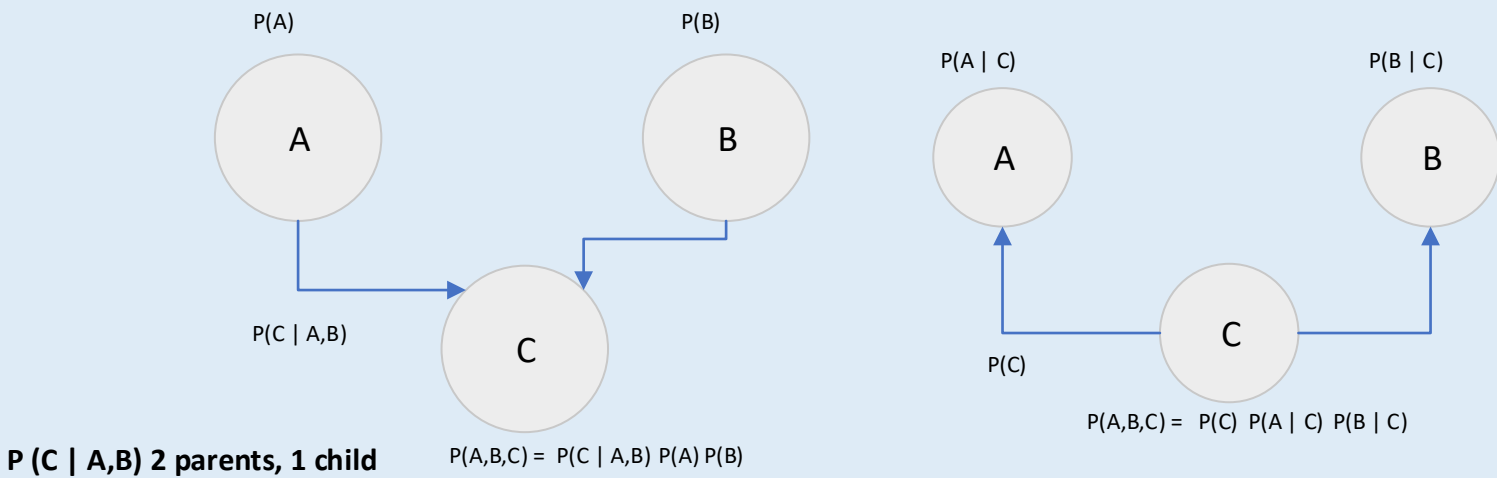 P(A)
P(B)
A
B
P(C | A,B)
C
P(A,B,C) = P(C | A,B) P(A) P(B)
P (C | A,B) 2 parents, 1 child
P(A | C)
P(B | C)
A
B
C
P(C)
P(A,B,C) = P(C) P(A | C) P(B | C)